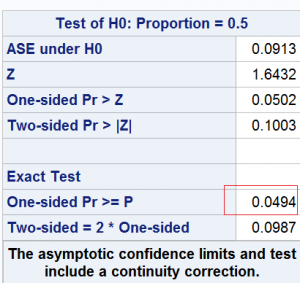 Test of H0: Proportion = 0.5
ASE under H0 0.0913
Z 1.6432
One-sided Pr > Z 0.0502
Two-sided Pr > |Z| 0.1003
Exact Test
One-sided Pr >= P 0.0494
Two-sided = 2 * One-sided 0.0987
The asymptotic confidence limits and test
include a continuity correction.